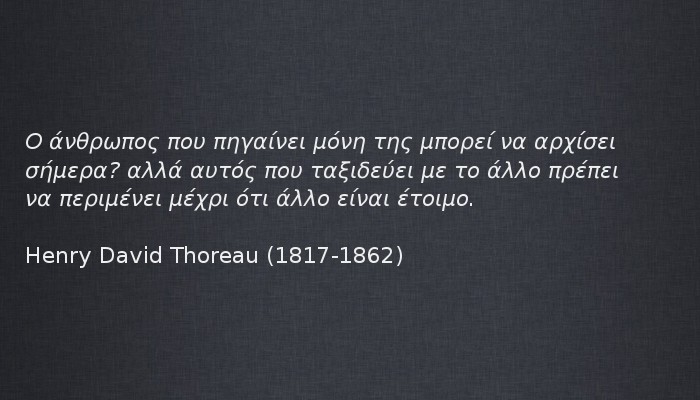 Ο άνθρωπος που πηγαίνει μόνη της μπορεί να αρχίσει
σήμερα? αλλά αυτός που ταξιδεύει με το άλλο πρέπει
να περιμένει μέχρι ότι άλλο είναι έτοιμο.
Henry David Thoreau (1817-1862)